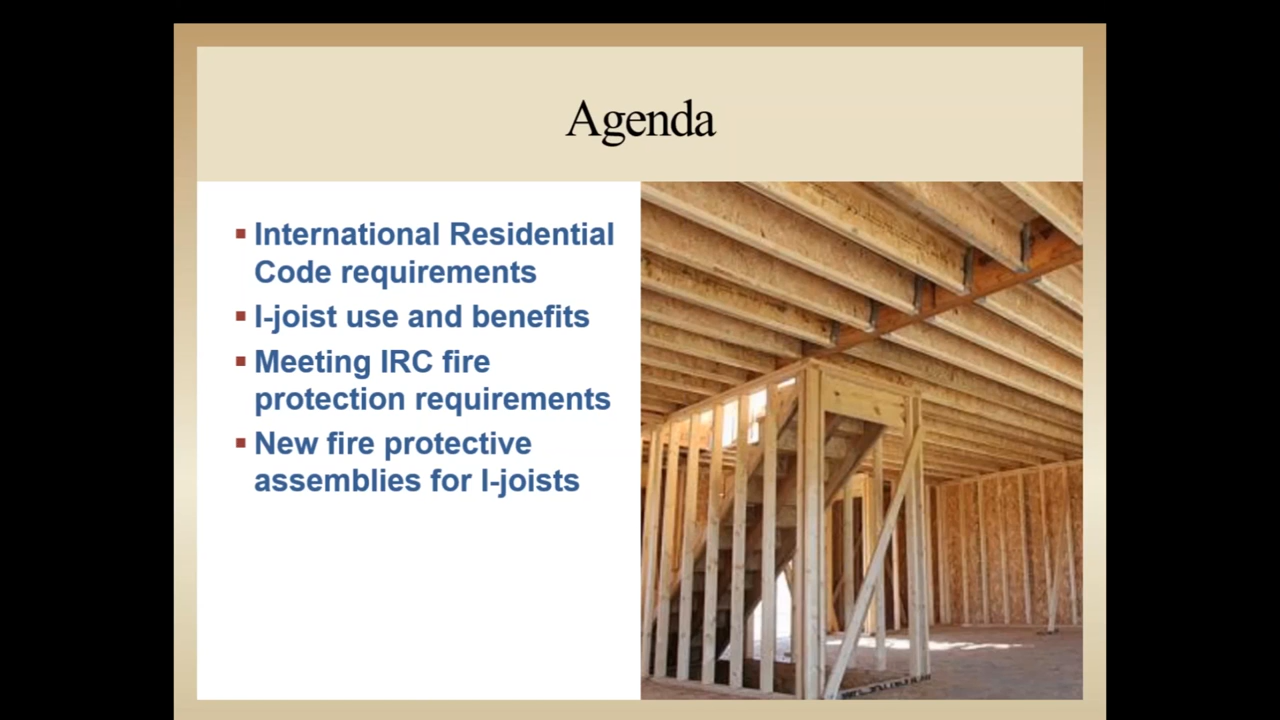 Agenda
▪ International Residential
Code requirements
▪ I-joist use and benefits
▪ Meeting IRC fire
protection requirements
▪ New fire protective
assemblies for I-joists